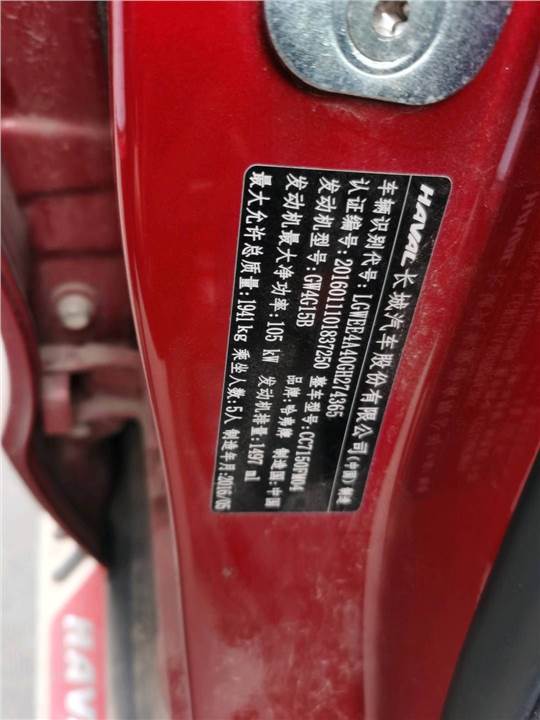 HAVAL 长城汽车股份有限公司(中国)制造
车辆识别代号:LGWEE4A40GH274365
认证编号:2016011101837250 整车型号:CC7150FM04
发动机型号:GW4G15B 品牌:哈弗牌 制造国:中国
发动机最大净功率:105 kW 发动机排量:1497 ml
最大允许总质量:1941kg 乘坐人数:5人 制造年月:2016/05
HAV